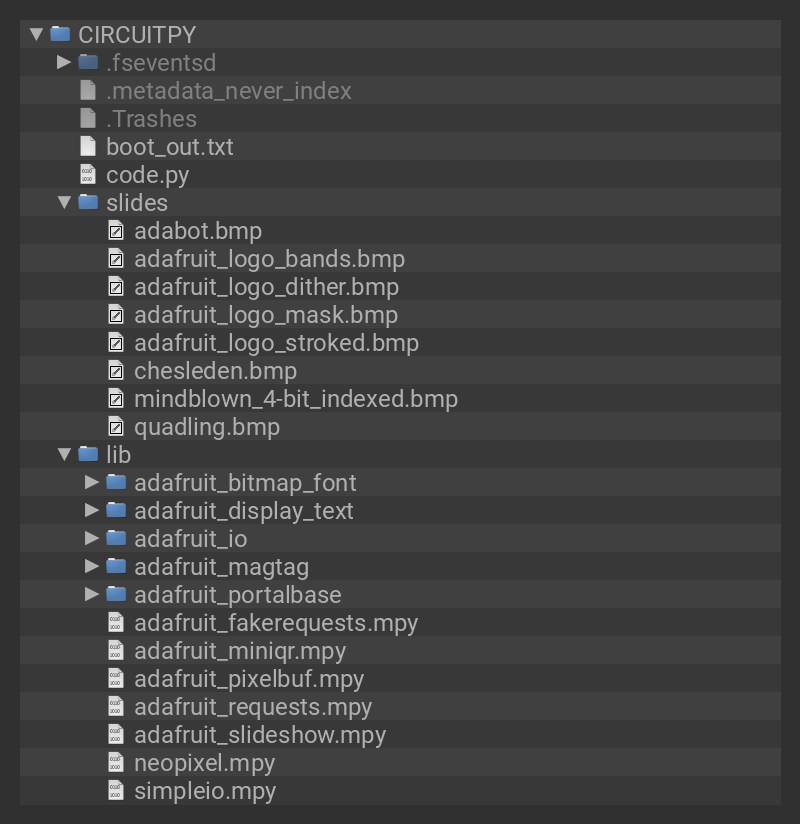 CIRCUITPY
.fseventsd
.metadata_never_index
.Trashes
boot_out.txt
code.py
slides
adabot.bmp
adafruit_logo_bands.bmp
adafruit_logo_dither.bmp
adafruit_logo_mask.bmp
adafruit_logo_stroked.bmp
chesleden.bmp
mindblown_4-bit_indexed.bmp
quadling.bmp
lib
adafruit_bitmap_font
adafruit_display_text
adafruit_io
adafruit_magtag
adafruit_portalbase
adafruit_fakerequests.mpy
adafruit_miniqr.mpy
adafruit_pixelbuf.mpy
adafruit_requests.mpy
adafruit_slideshow.mpy
neopixel.mpy
simpleio.mpy